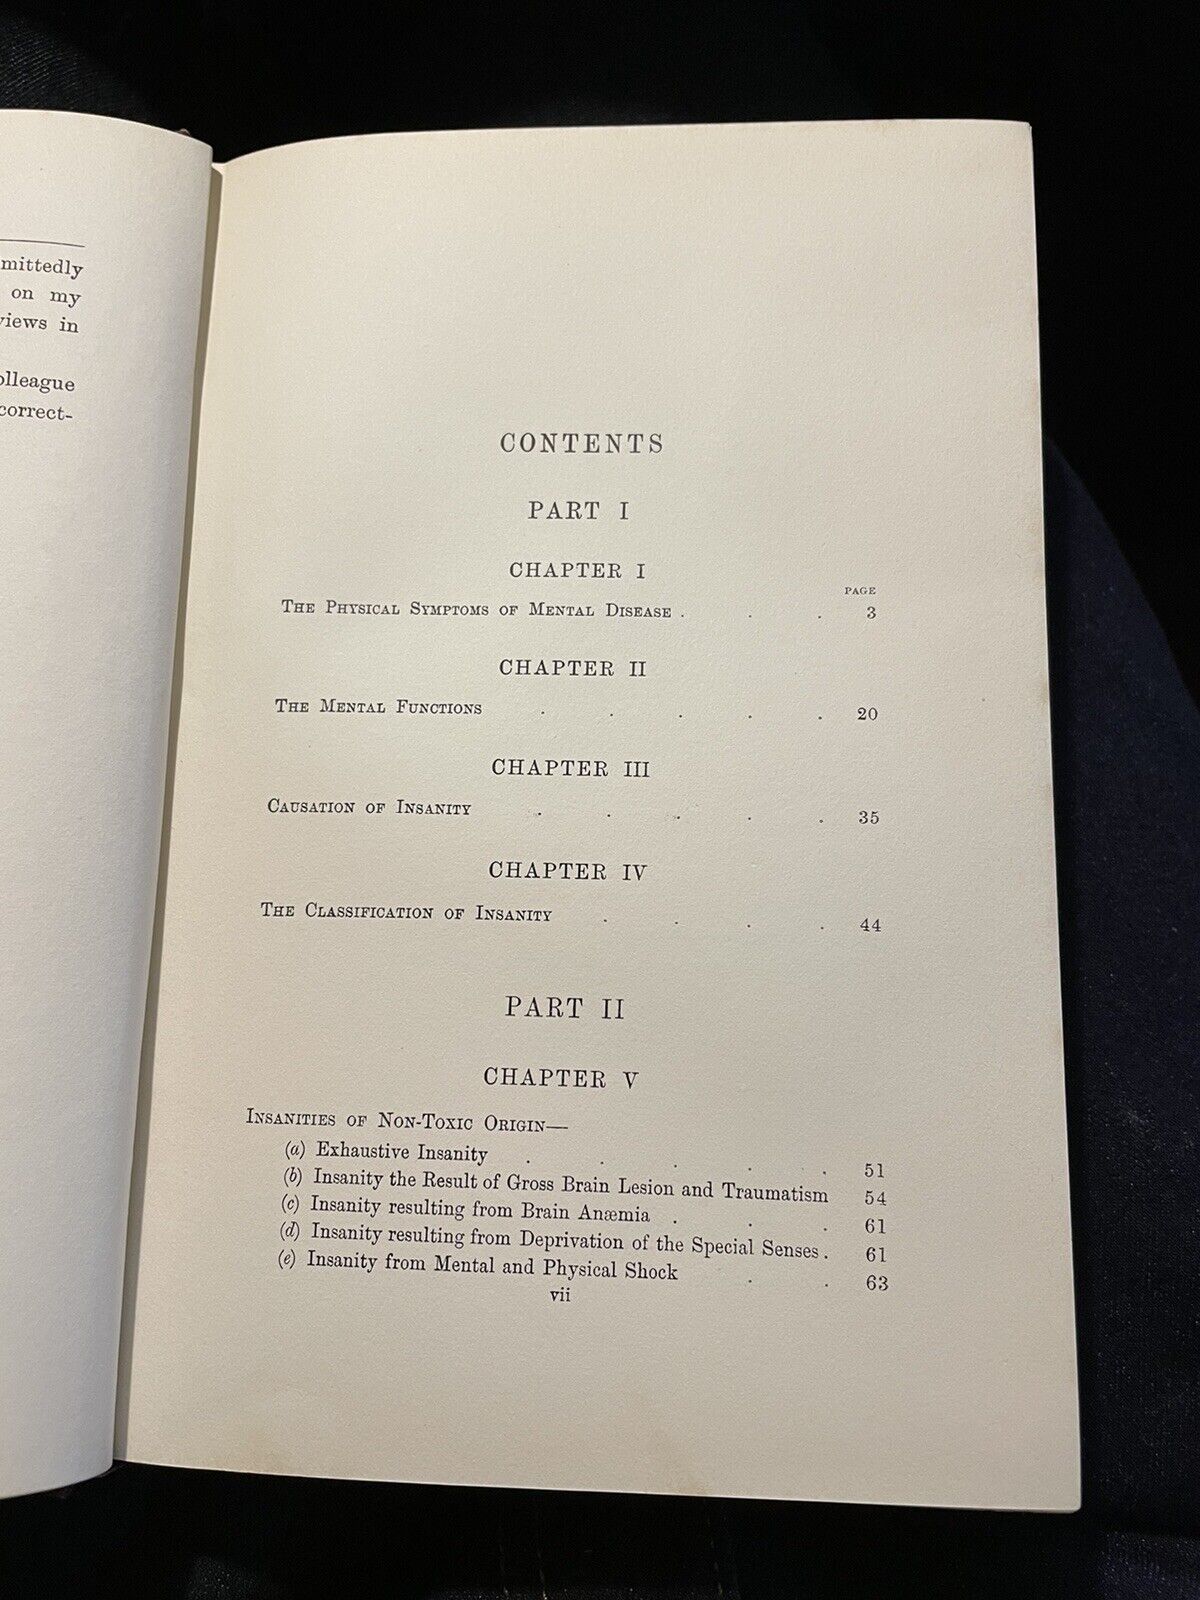 mittedly
on my
views in
olleague
correct-
CONTENTS
PART I
CHAPTER I
PAGE
THE PHYSICAL SYMPTOMS OF MENTAL DISEASE . . . 3
CHAPTER II
THE MENTAL FUNCTIONS . . . . . 20
CHAPTER III
CAUSATION OF INSANITY . . . . . 35
CHAPTER IV
THE CLASSIFICATION OF INSANITY . . . . 44
PART II
CHAPTER V
INSANITIES OF NON-TOXIC ORIGIN—
(a) Exhaustive Insanity . . . . . 51
(b) Insanity the Result of Gross Brain Lesion and Traumatism 54
(c) Insanity resulting from Brain Anæmia . . . 61
(d) Insanity resulting from Deprivation of the Special Senses . 61
(e) Insanity from Mental and Physical Shock . . 63
vii